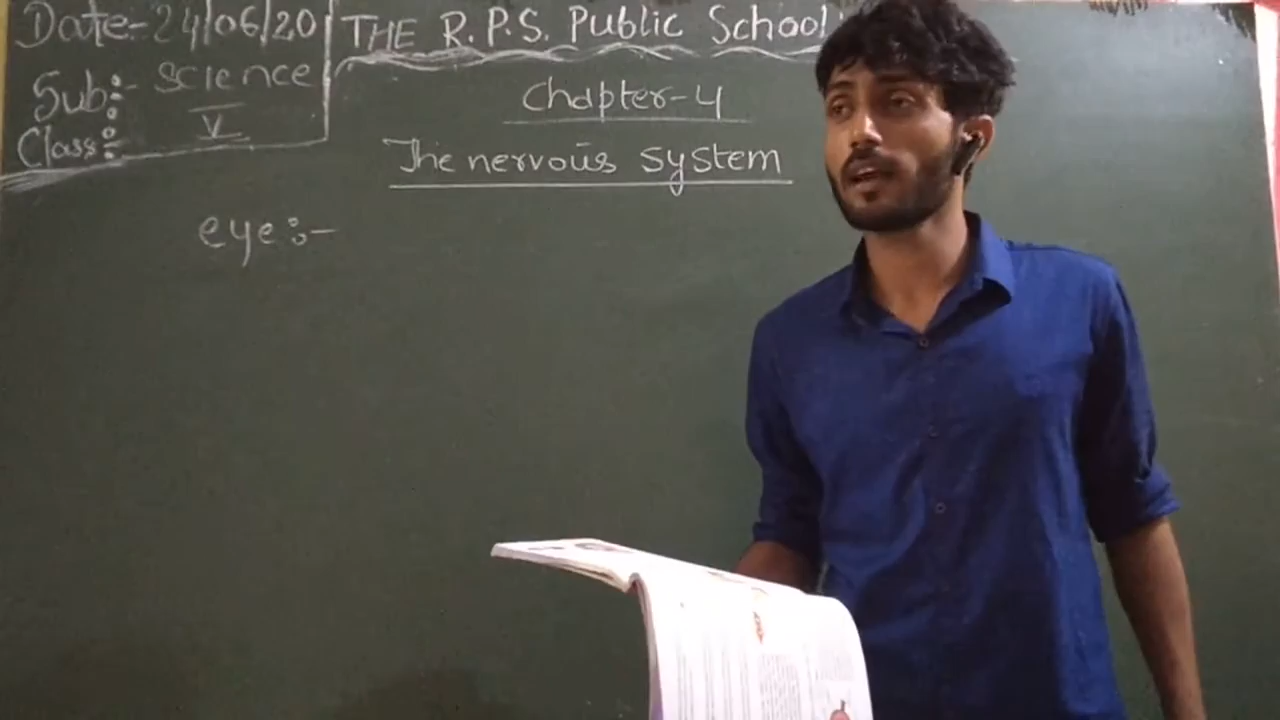 Date:- 24/06/20
Sub:- science
Class:- V
THE R.P.S. Public School
Chapter-4
The nervous system
eye:-